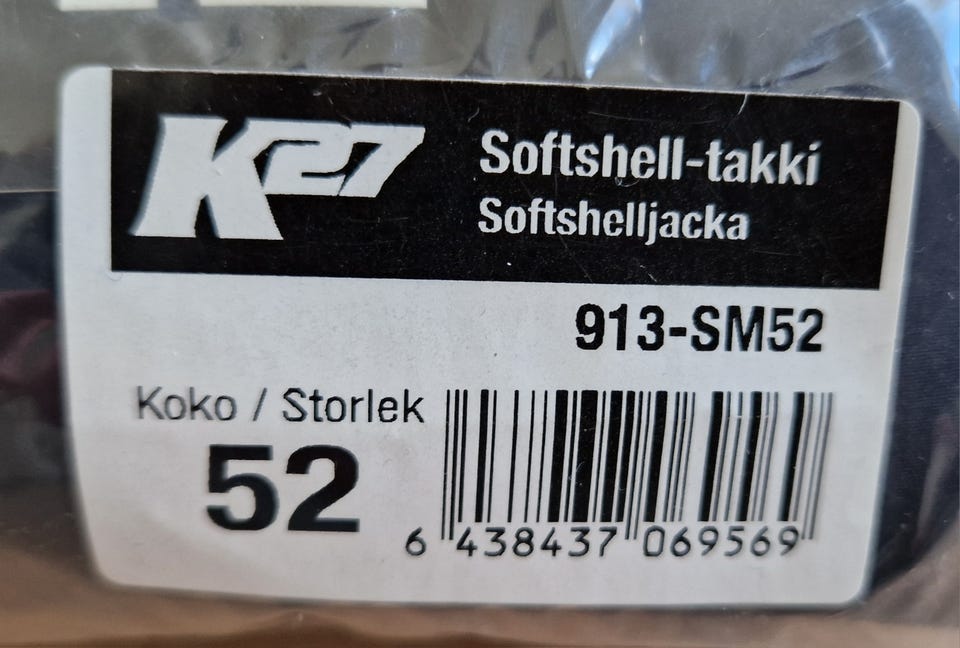 K27
Softshell-takki
Softshelljacka
913-SM52
Koko / Storlek
52
6 438437 069569